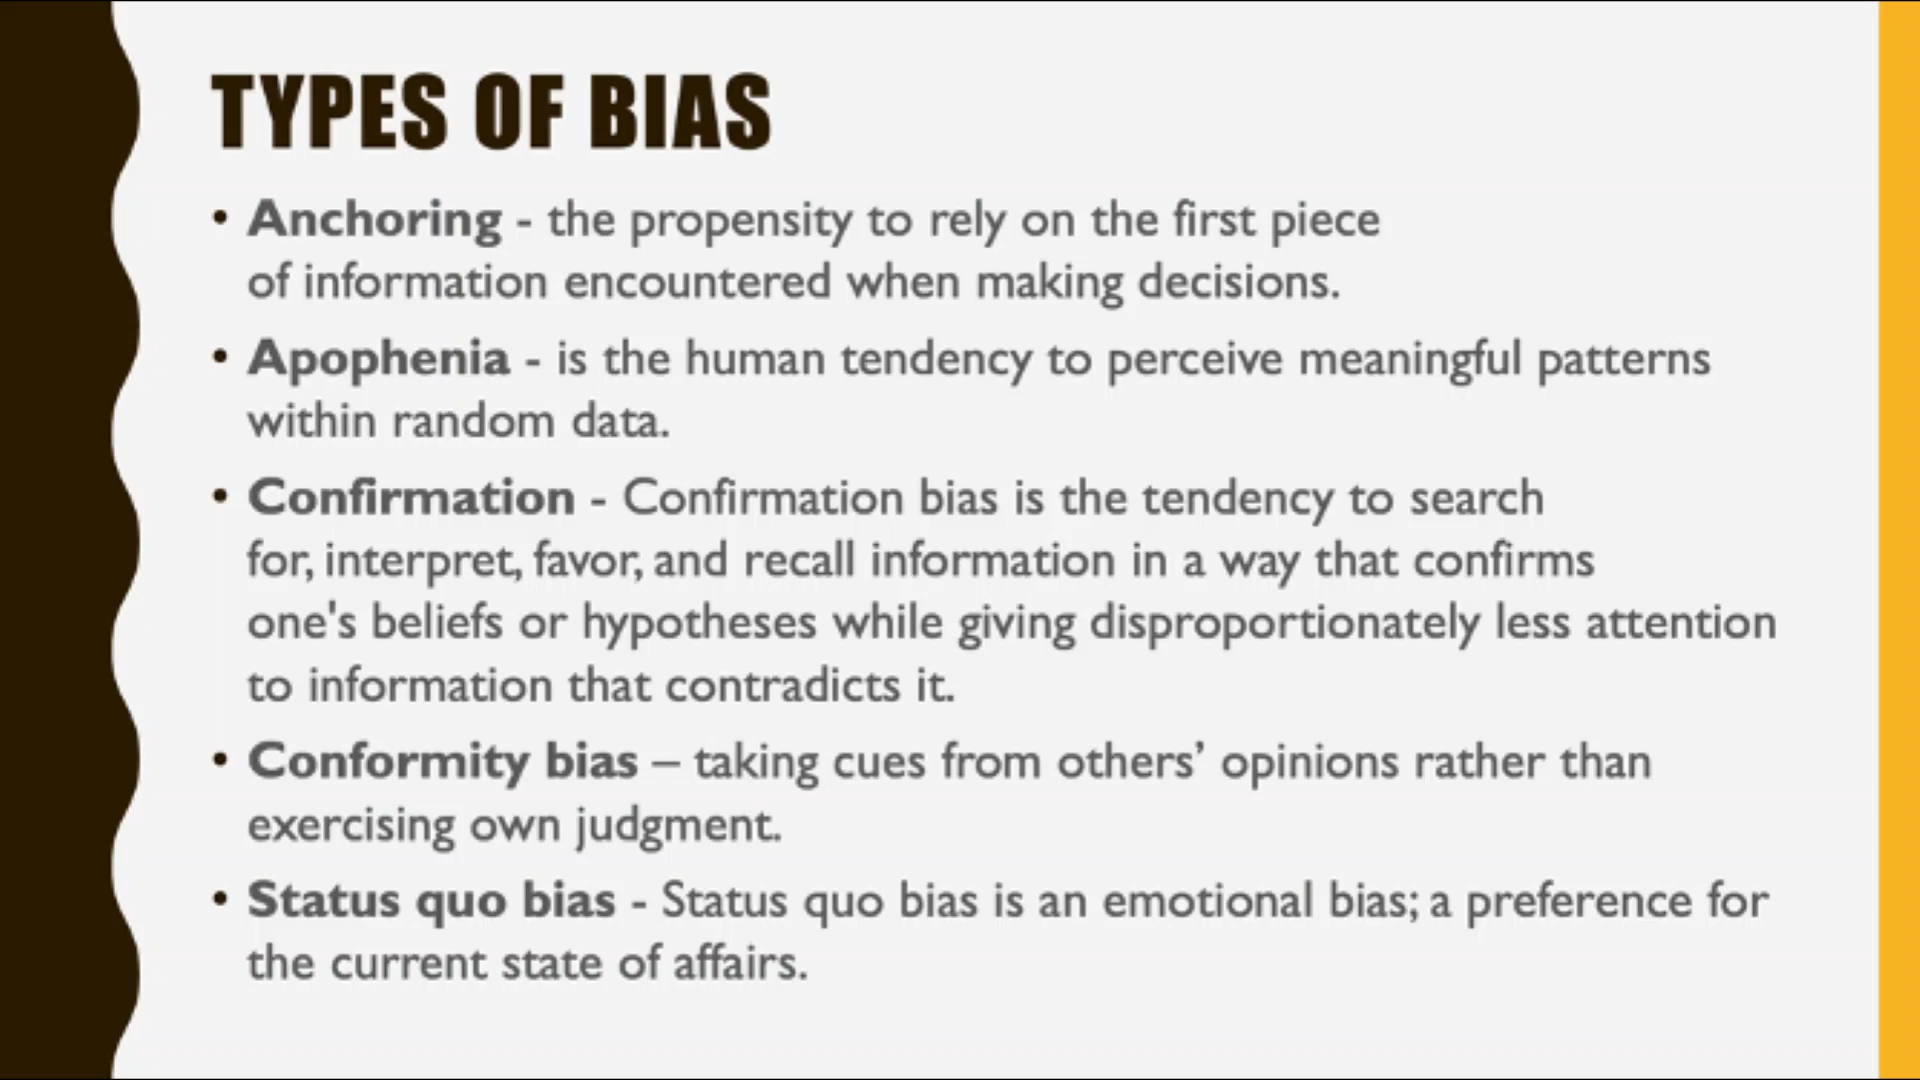 TYPES OF BIAS
• Anchoring - the propensity to rely on the first piece
of information encountered when making decisions.
• Apophenia - is the human tendency to perceive meaningful patterns
within random data.
• Confirmation - Confirmation bias is the tendency to search
for, interpret, favor, and recall information in a way that confirms
one's beliefs or hypotheses while giving disproportionately less attention
to information that contradicts it.
• Conformity bias – taking cues from others’ opinions rather than
exercising own judgment.
• Status quo bias - Status quo bias is an emotional bias; a preference for
the current state of affairs.